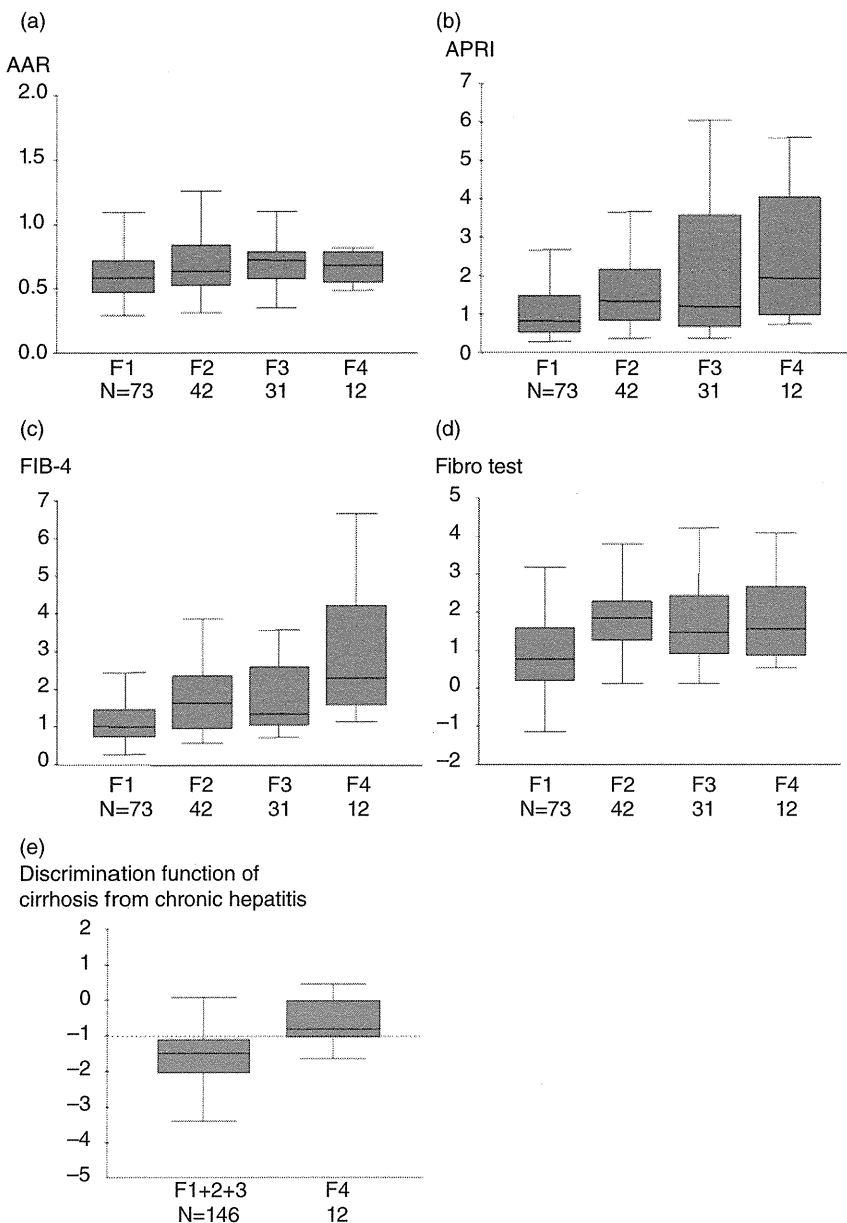 (a)
AAR
2.0
1.5
1.0
0.5
0.0
F1 F2 F3 F4
N=73 42 31 12
(b)
APRI
7
6
5
4
3
2
1
0
F1 F2 F3 F4
N=73 42 31 12
(c)
FIB-4
7
6
5
4
3
2
1
0
F1 F2 F3 F4
N=73 42 31 12
(d)
Fibro test
5
4
3
2
1
0
–1
–2
F1 F2 F3 F4
N=73 42 31 12
(e)
Discrimination function of
cirrhosis from chronic hepatitis
2
1
0
–1
–2
–3
–4
–5
F1+2+3 F4
N=146 12